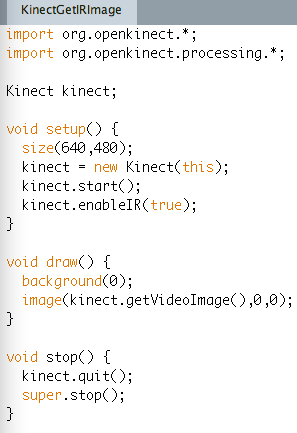 KinectGetIRImage
import org.openkinect.*;
import org.openkinect.processing.*;
Kinect kinect;
void setup() {
  size(640,480);
  kinect = new Kinect(this);
  kinect.start();
  kinect.enableIR(true);
}
void draw() {
  background(0);
  image(kinect.getVideoImage(),0,0);
}
void stop() {
  kinect.quit();
  super.stop();
}